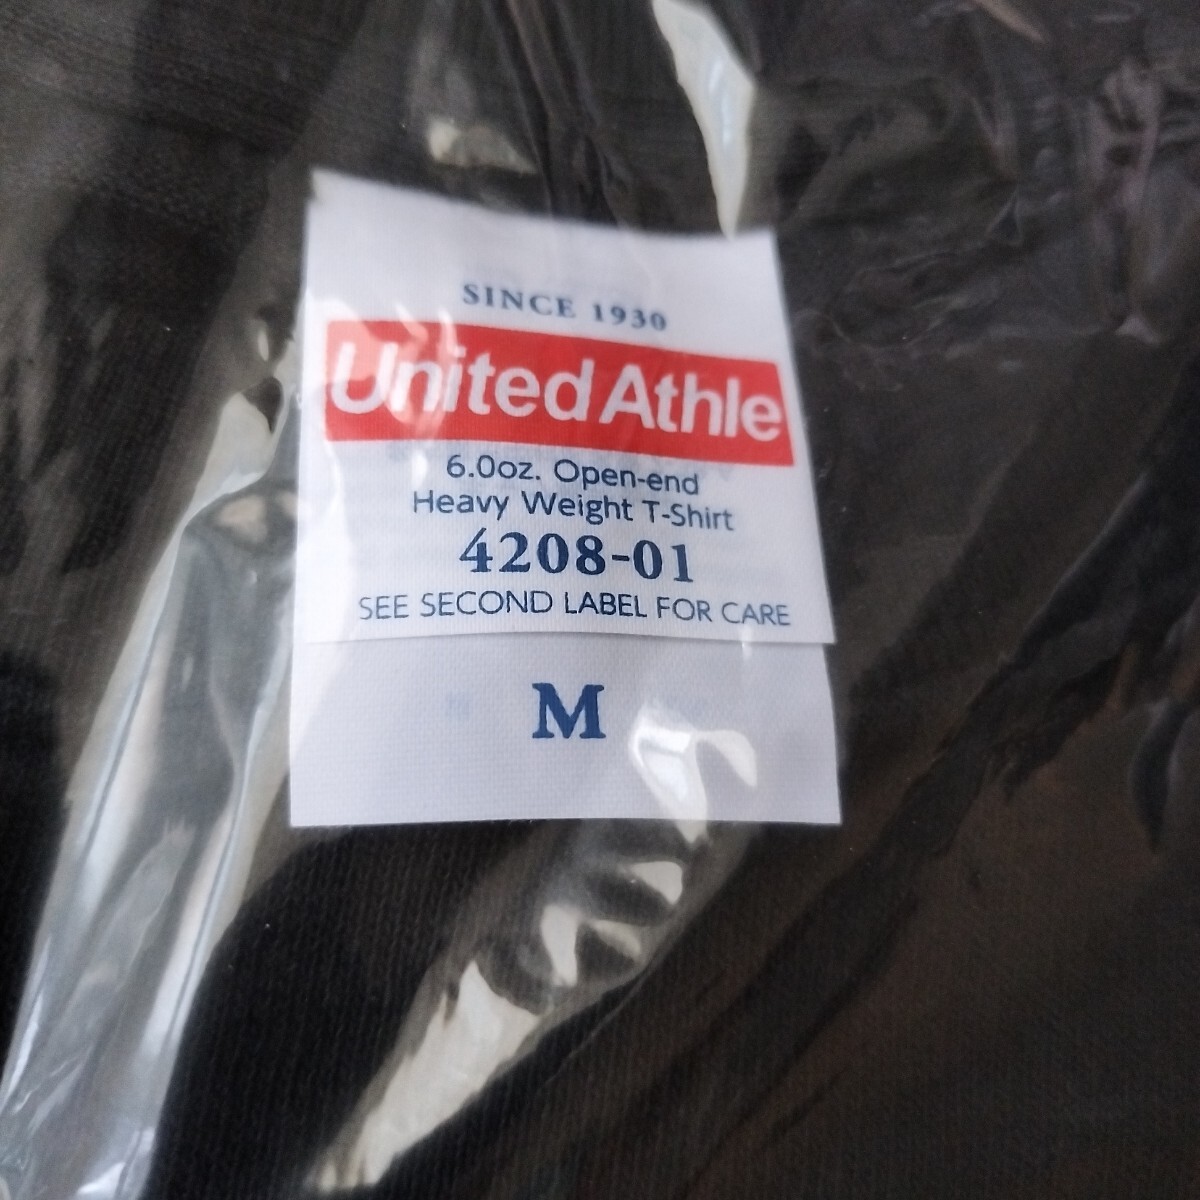 SINCE 1930
United Athle
6.0oz. Open-end
Heavy Weight T-Shirt
4208-01
SEE SECOND LABEL FOR CARE
M